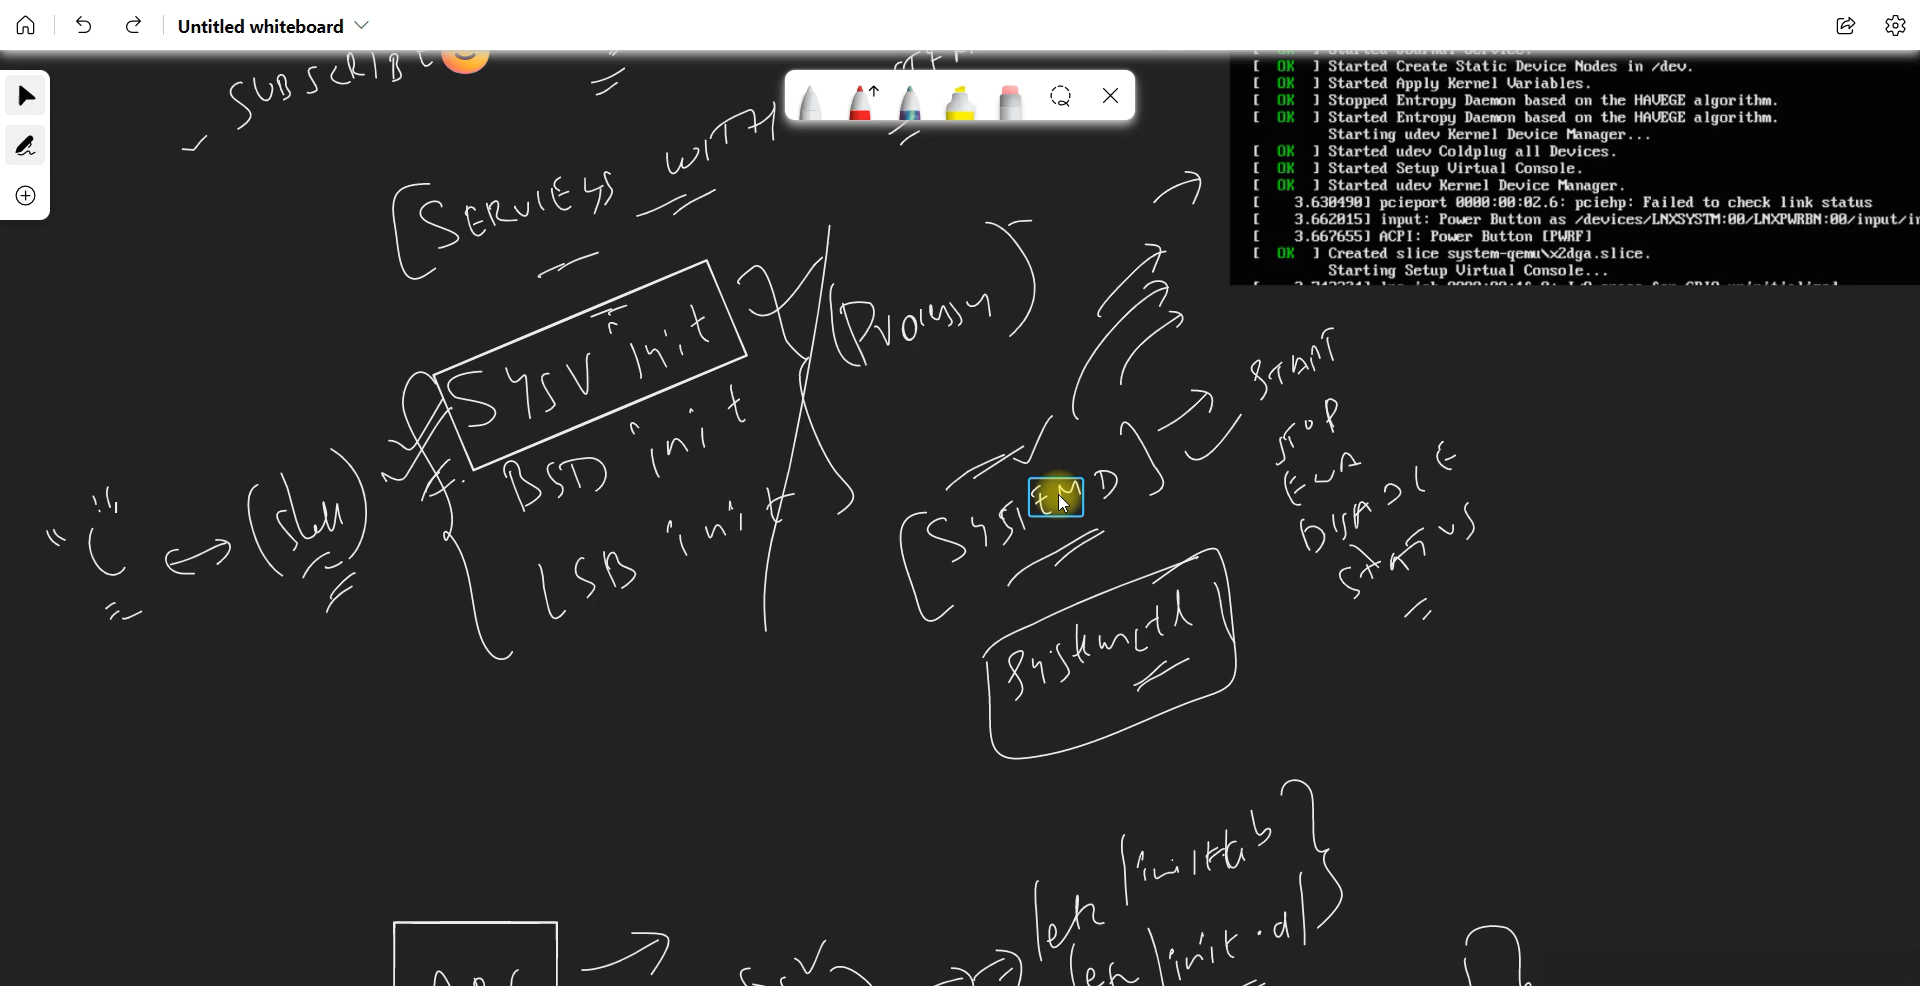 Untitled whiteboard
SUBSCRIBE
[ OK ] Started Create Static Device Nodes in /dev.
[ OK ] Started Apply Kernel Variables.
[ OK ] Stopped Entropy Daemon based on the HAVEGE algorithm.
[ OK ] Started Entropy Daemon based on the HAVEGE algorithm.
Starting udev Kernel Device Manager...
[ OK ] Started udev Coldplug all Devices.
[ OK ] Started Setup Virtual Console.
[ OK ] Started udev Kernel Device Manager.
[ 3.630490] pcieport 0000:00:02.6: pciehp: Failed to check link status
[ 3.662015] input: Power Button as /devices/LNXSYSTM:00/LNXPWRBN:00/input/in
[ 3.667655] ACPI: Power Button [PWRF]
[ OK ] Created slice system-qemu\x2dga.slice.
Starting Setup Virtual Console...
WITH
SYSV init
BSD init
LSB init
"C" ↔ (shell)
[SYSTEMD] →
START
STOP
ENA
DISABLE
STATUS
systemctl
/etc/inittab
/etc/init.d/